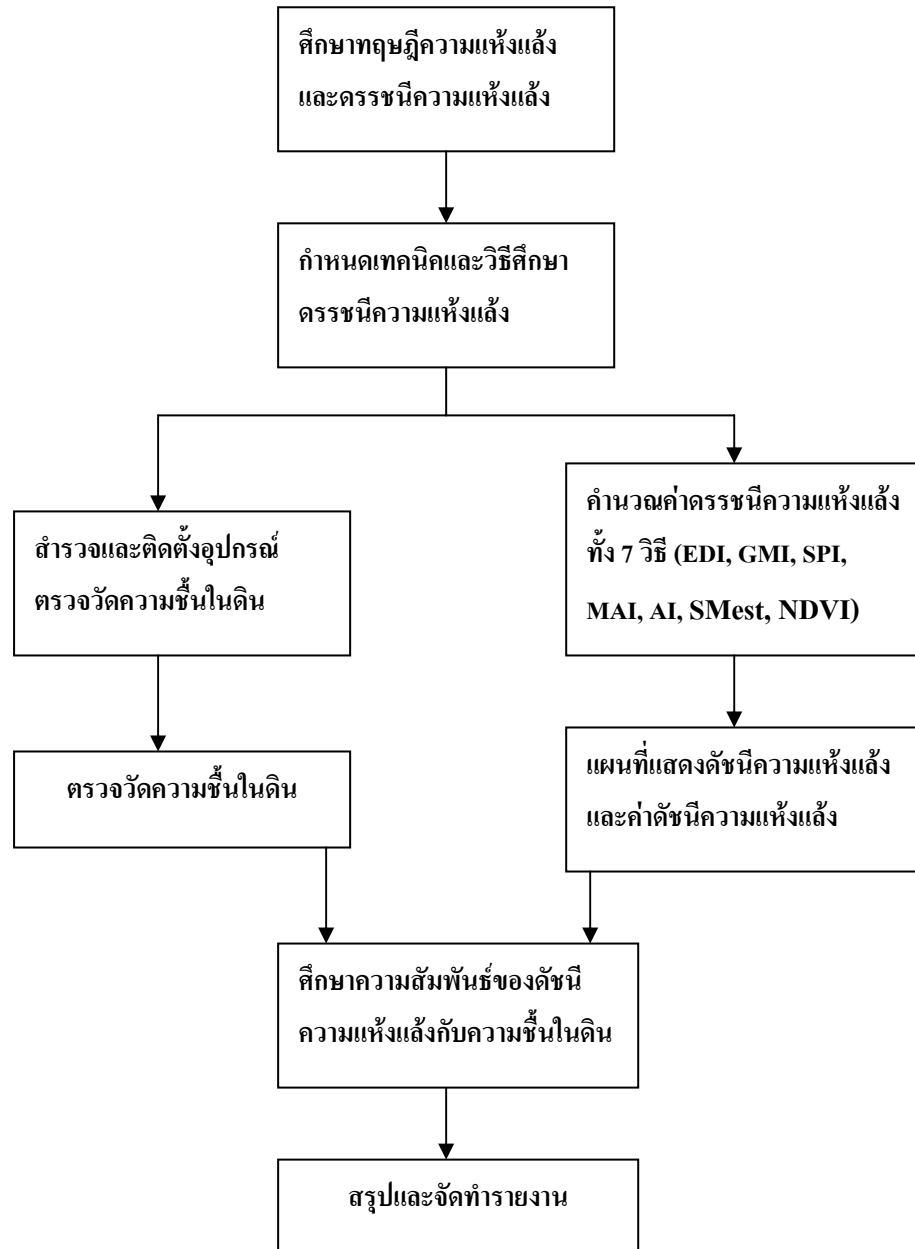 ศึกษาทฤษฎีความแห้งแล้ง
และดรรชนีความแห้งแล้ง
กำหนดเทคนิคและวิธีศึกษา
ดรรชนีความแห้งแล้ง
สำรวจและติดตั้งอุปกรณ์
ตรวจวัดความชื้นในดิน
ตรวจวัดความชื้นในดิน
คำนวณค่าดรรชนีความแห้งแล้ง
ทั้ง 7 วิธี (EDI, GMI, SPI,
MAI, AI, SMest, NDVI)
แผนที่แสดงดัชนีความแห้งแล้ง
และค่าดัชนีความแห้งแล้ง
ศึกษาความสัมพันธ์ของดัชนี
ความแห้งแล้งกับความชื้นในดิน
สรุปและจัดทำรายงาน